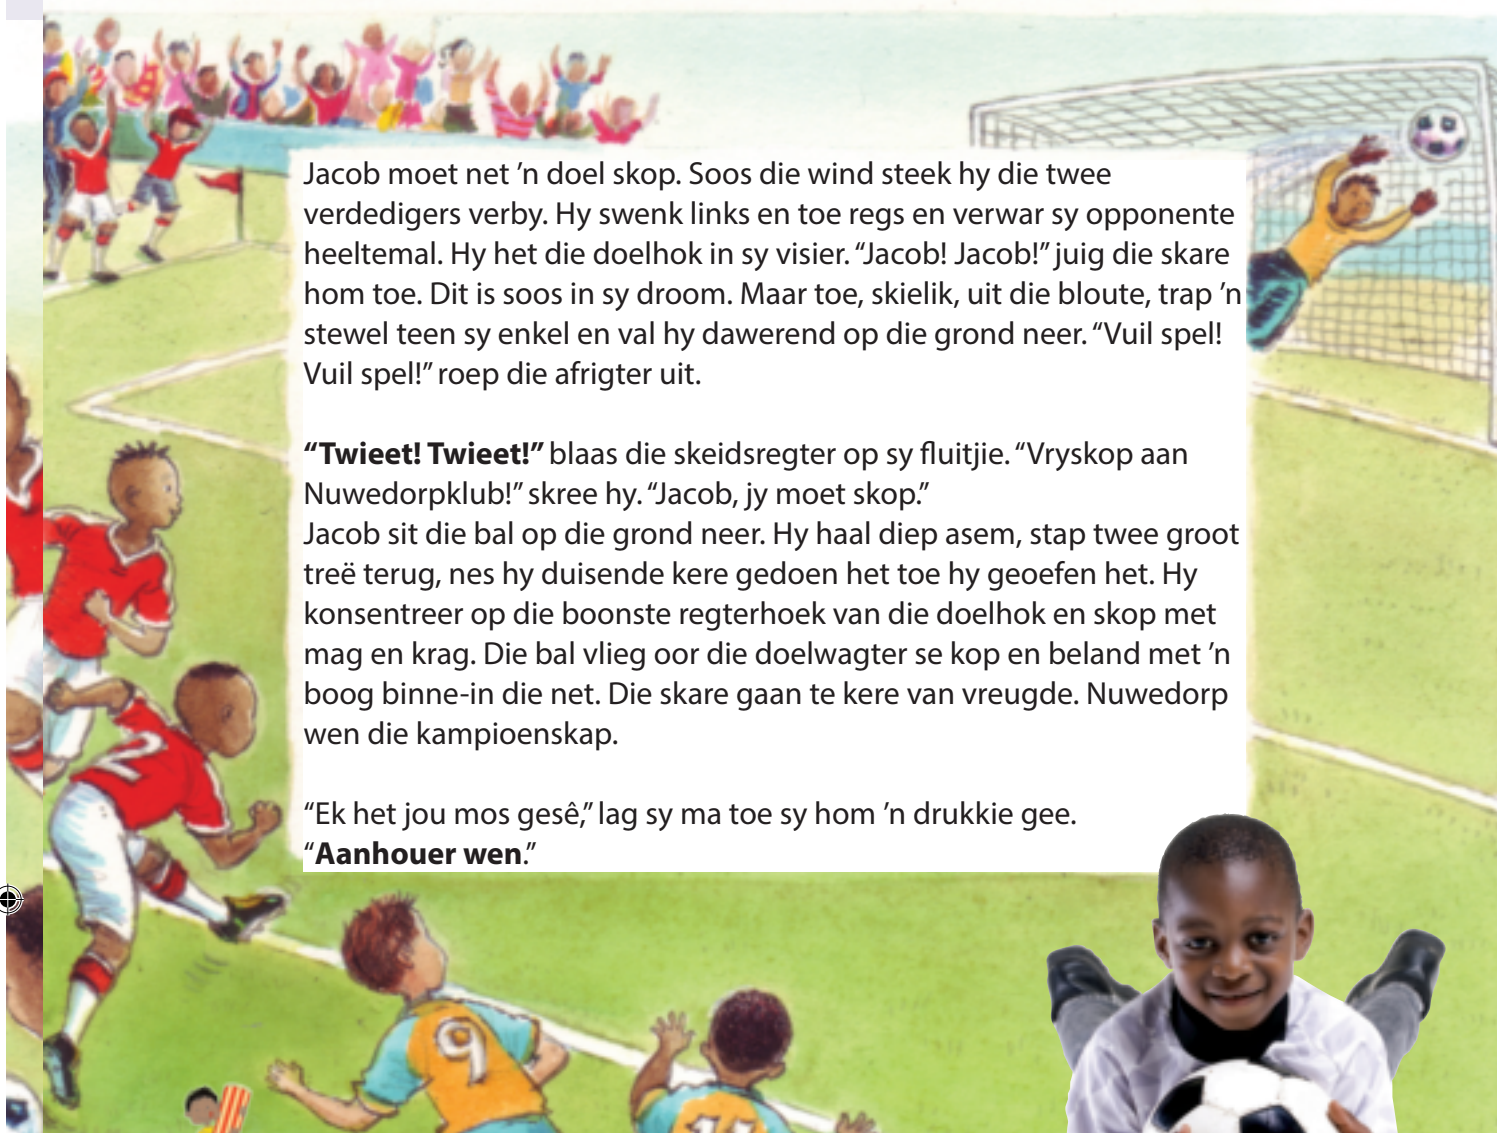 Jacob moet net ’n doel skop. Soos die wind steek hy die twee
verdedigers verby. Hy swenk links en toe regs en verwar sy opponente
heeltemal. Hy het die doelhok in sy visier. “Jacob! Jacob!” juig die skare
hom toe. Dit is soos in sy droom. Maar toe, skielik, uit die bloute, trap ’n
stewel teen sy enkel en val hy dawerend op die grond neer. “Vuil spel!
Vuil spel!” roep die afrigter uit.
“Twieet! Twieet!” blaas die skeidsregter op sy fluitjie. “Vryskop aan
Nuwedorpklub!” skree hy. “Jacob, jy moet skop.”
Jacob sit die bal op die grond neer. Hy haal diep asem, stap twee groot
treë terug, nes hy duisende kere gedoen het toe hy geoefen het. Hy
konsentreer op die boonste regterhoek van die doelhok en skop met
mag en krag. Die bal vlieg oor die doelwagter se kop en beland met ’n
boog binne-in die net. Die skare gaan te kere van vreugde. Nuwedorp
wen die kampioenskap.
“Ek het jou mos gesê,” lag sy ma toe sy hom ’n drukkie gee.
“Aanhouer wen.”
2
9
11